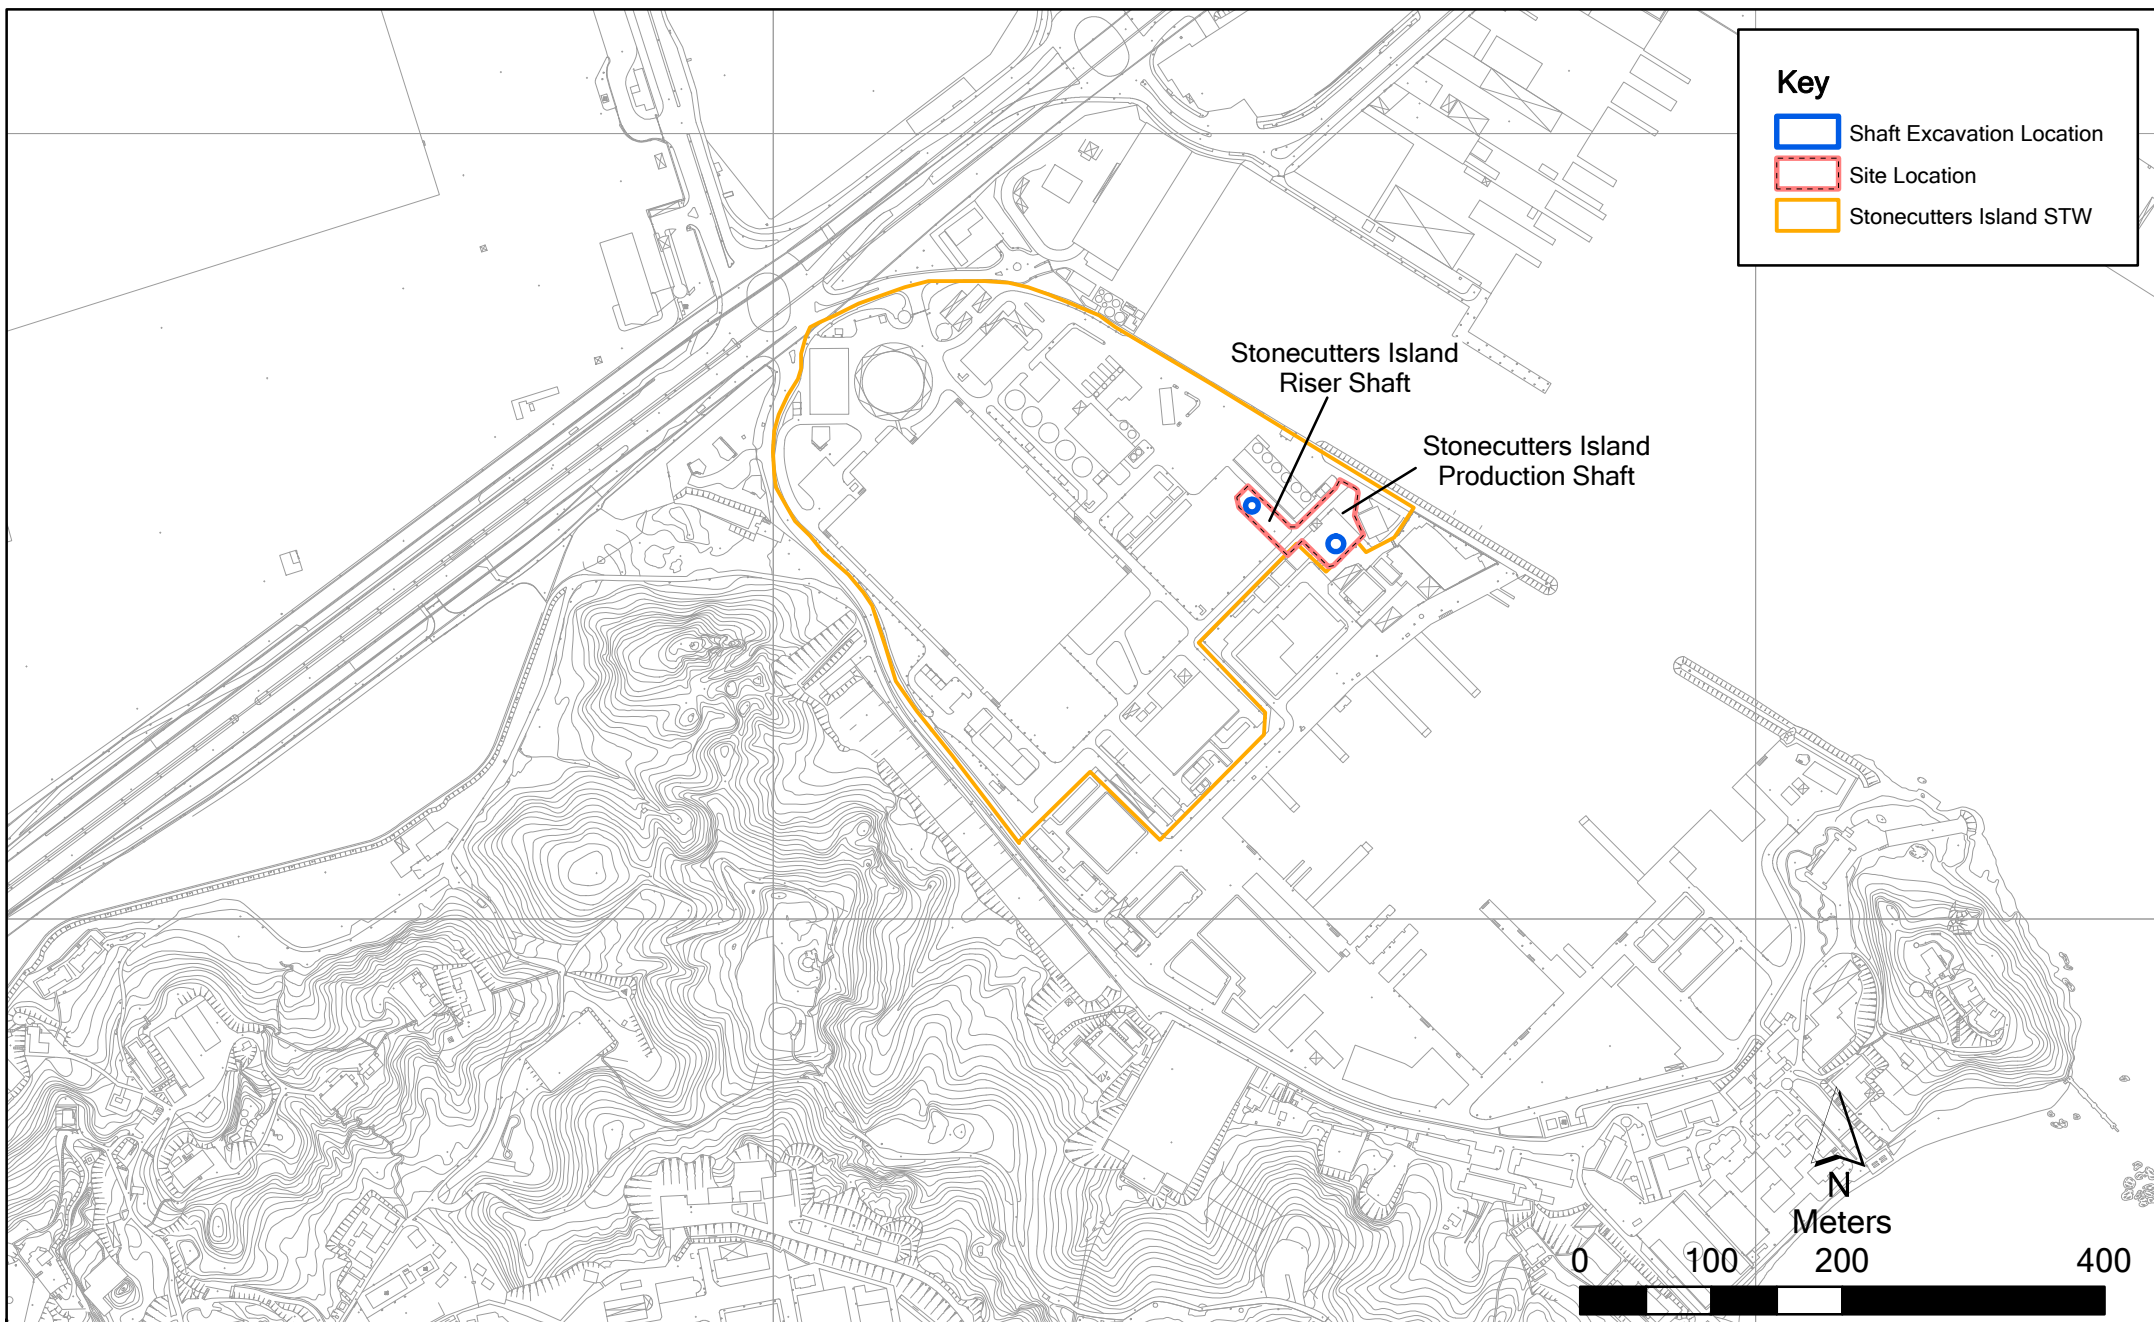 Key
Shaft Excavation Location
Site Location
Stonecutters Island STW
Stonecutters Island
Riser Shaft
Stonecutters Island
Production Shaft
N
Meters
0 100 200 400